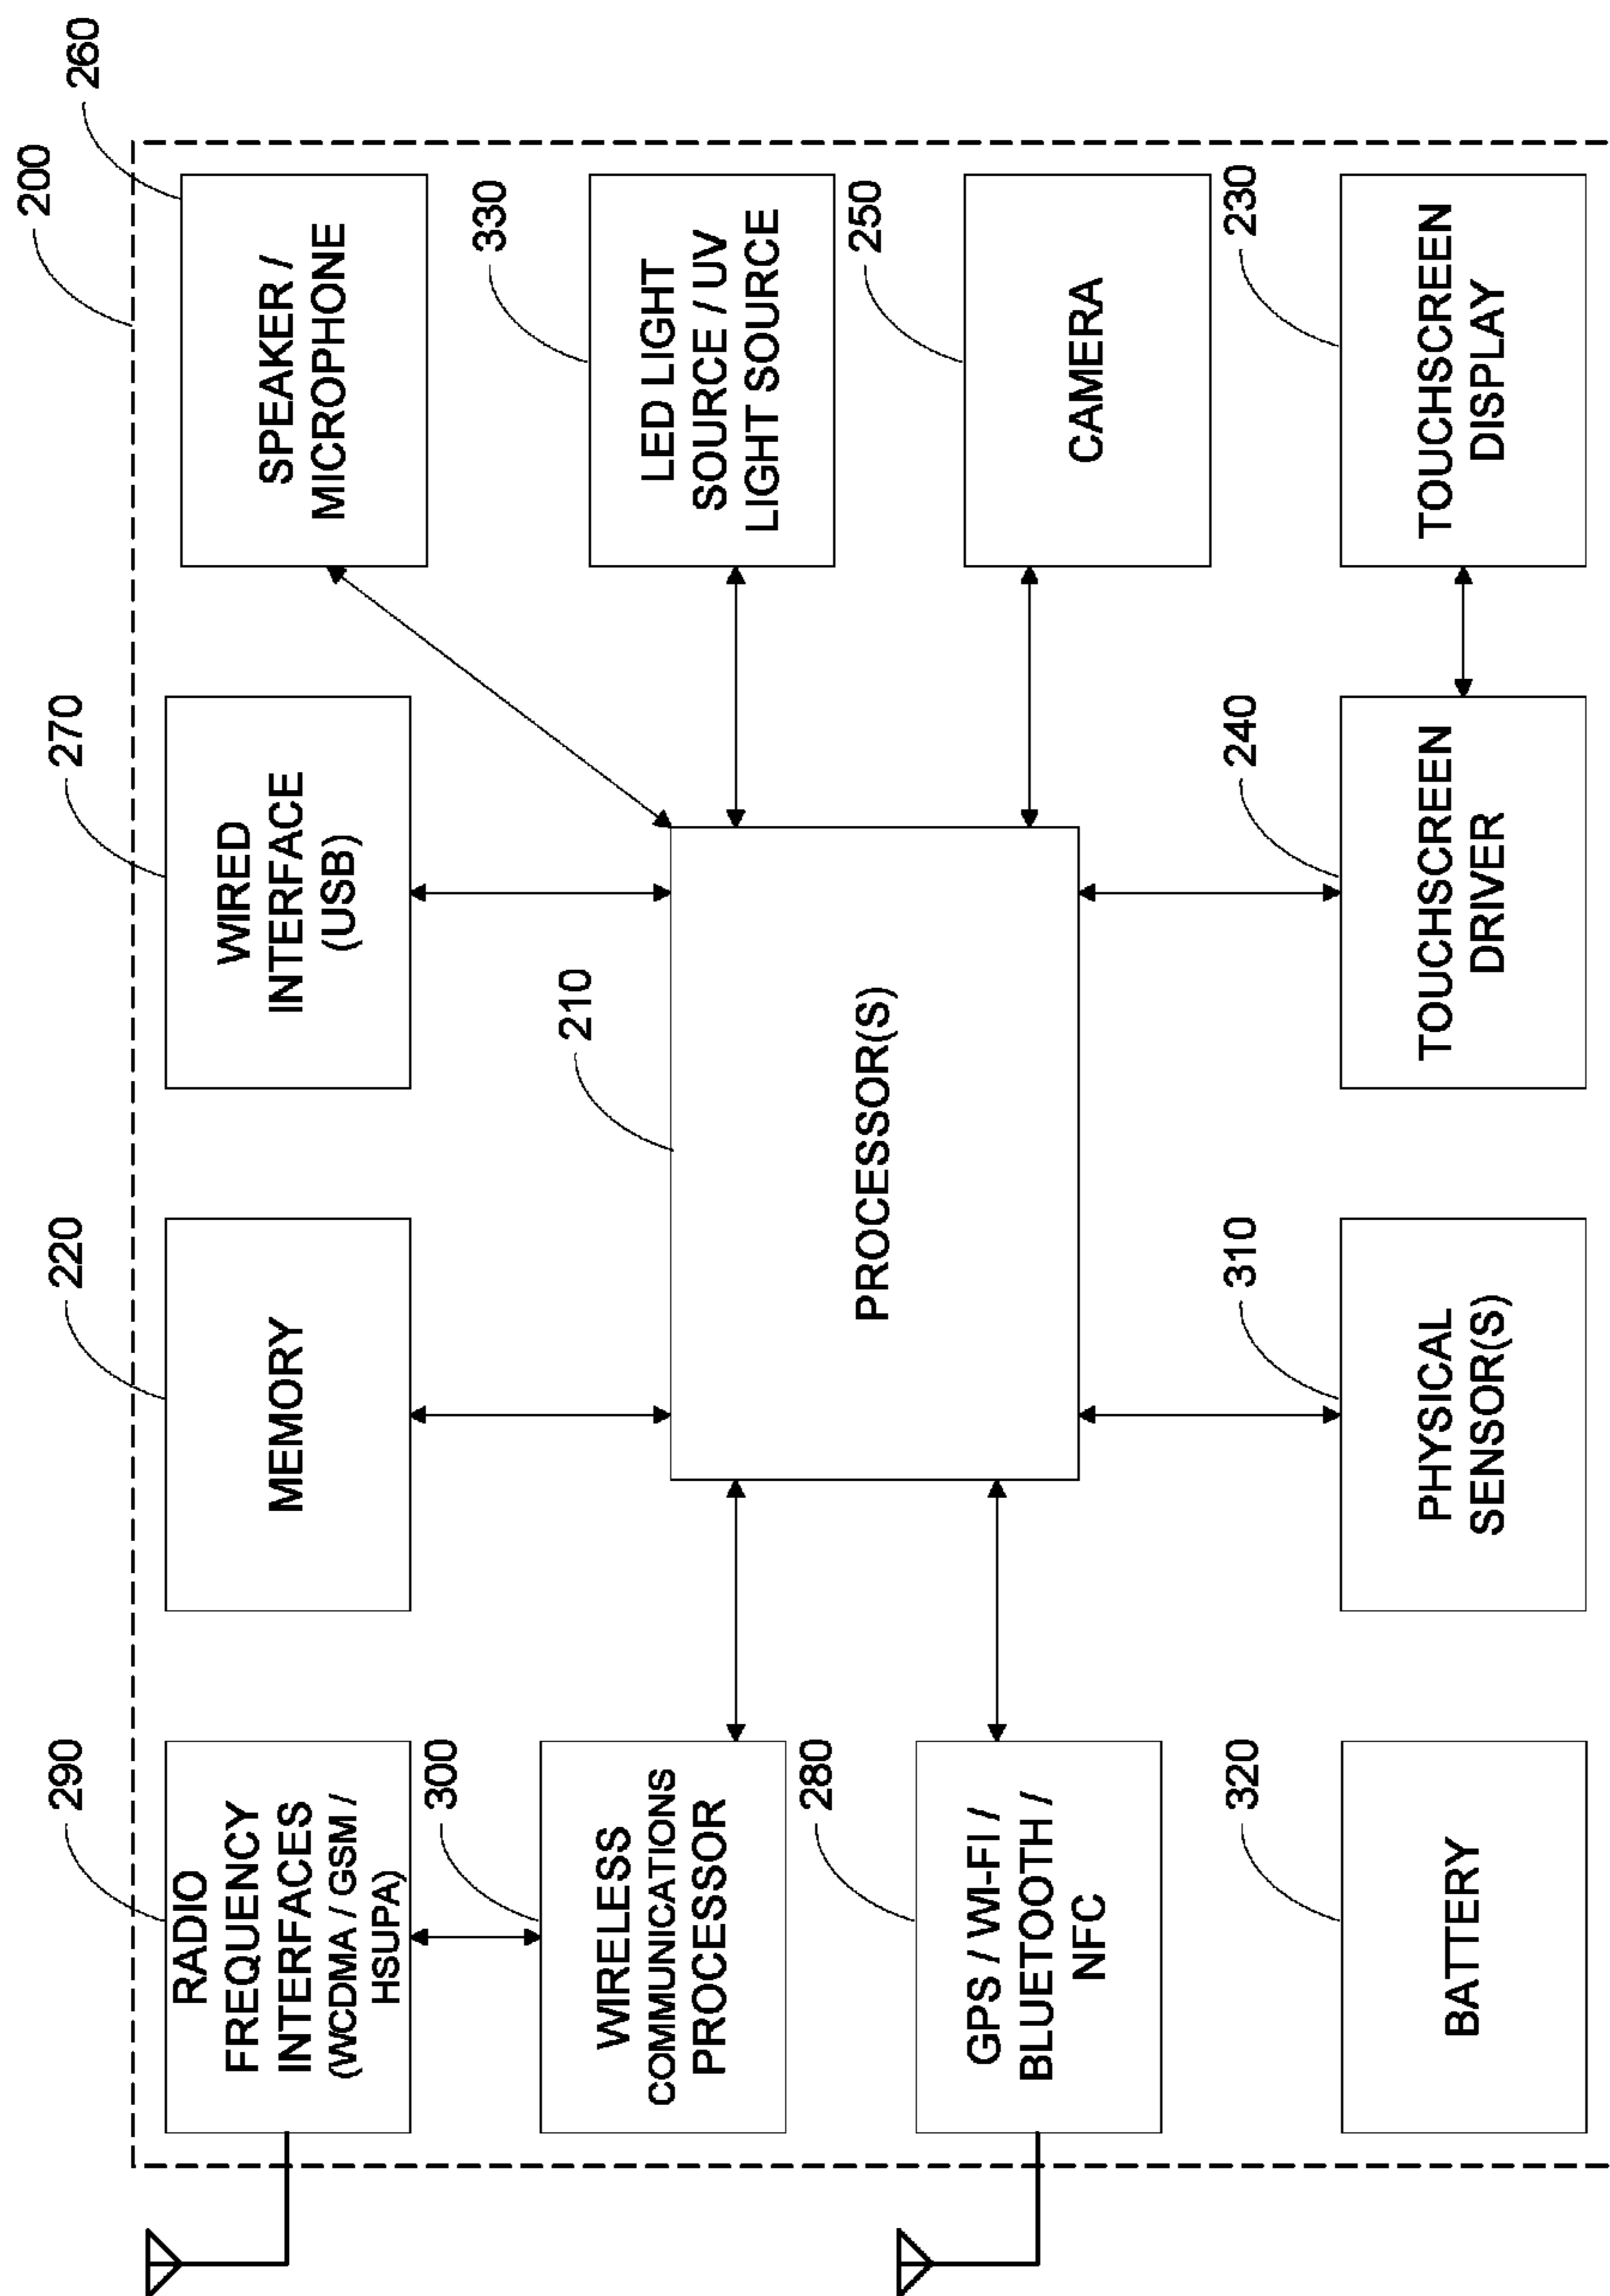 200
290
RADIO
FREQUENCY
INTERFACES
(WCDMA / GSM /
HSUPA)
220
MEMORY
270
WIRED
INTERFACE
(USB)
260
SPEAKER /
MICROPHONE
300
WIRELESS
COMMUNICATIONS
PROCESSOR
210
PROCESSOR(S)
330
LED LIGHT
SOURCE / UV
LIGHT SOURCE
280
GPS / WI-FI /
BLUETOOTH /
NFC
250
CAMERA
320
BATTERY
310
PHYSICAL
SENSOR(S)
240
TOUCHSCREEN
DRIVER
230
TOUCHSCREEN
DISPLAY